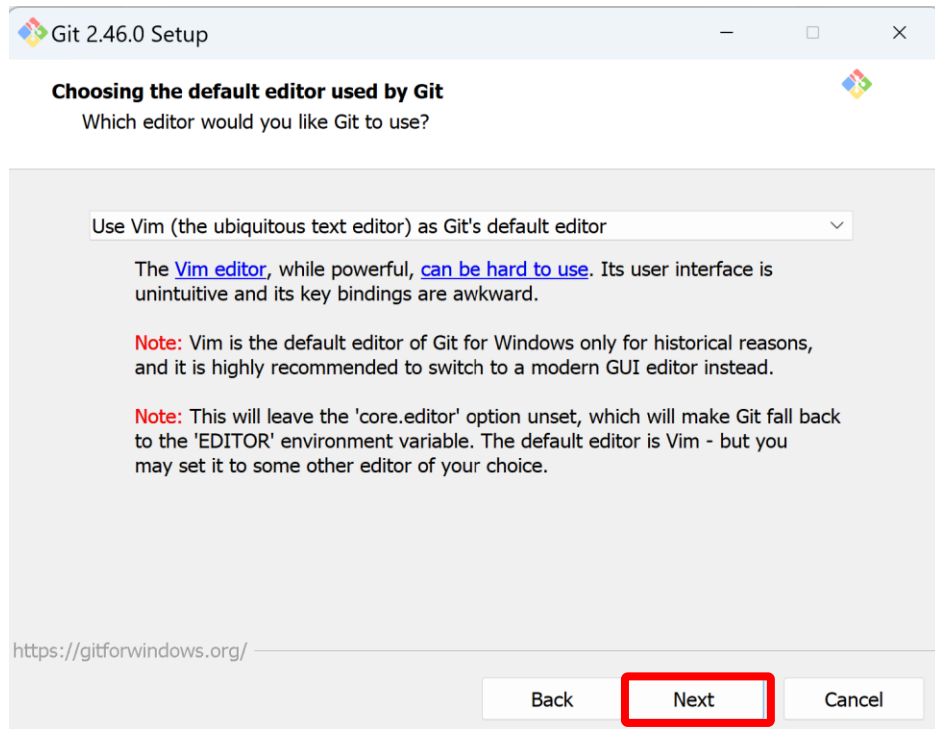 Git 2.46.0 Setup
Choosing the default editor used by Git
Which editor would you like Git to use?
Use Vim (the ubiquitous text editor) as Git's default editor
The Vim editor, while powerful, can be hard to use. Its user interface is
unintuitive and its key bindings are awkward.
Note: Vim is the default editor of Git for Windows only for historical reasons,
and it is highly recommended to switch to a modern GUI editor instead.
Note: This will leave the 'core.editor' option unset, which will make Git fall back
to the 'EDITOR' environment variable. The default editor is Vim - but you
may set it to some other editor of your choice.
https://gitforwindows.org/
Back Next Cancel